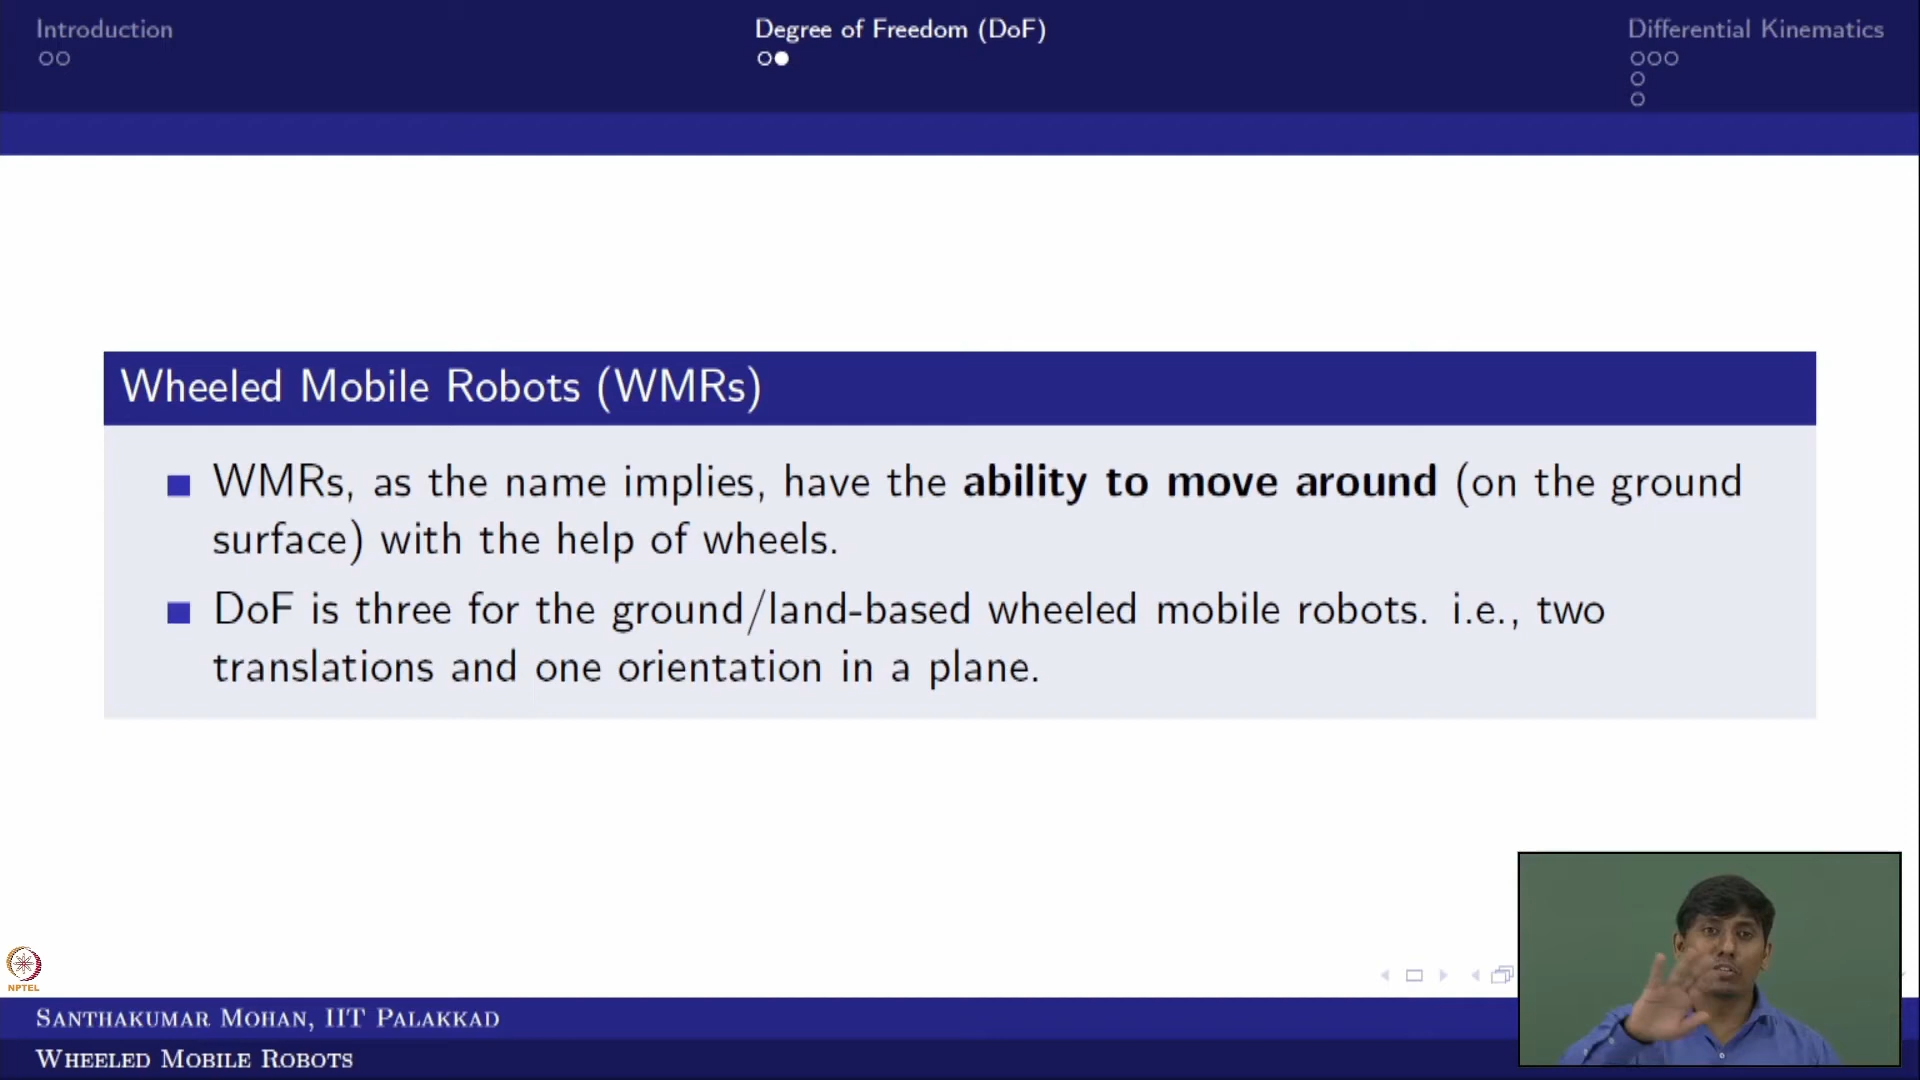 Introduction
Degree of Freedom (DoF)
Differential Kinematics
Wheeled Mobile Robots (WMRs)
WMRs, as the name implies, have the ability to move around (on the ground
surface) with the help of wheels.
DoF is three for the ground/land-based wheeled mobile robots. i.e., two
translations and one orientation in a plane.
NPTEL
Santhakumar Mohan, IIT Palakkad
Wheeled Mobile Robots